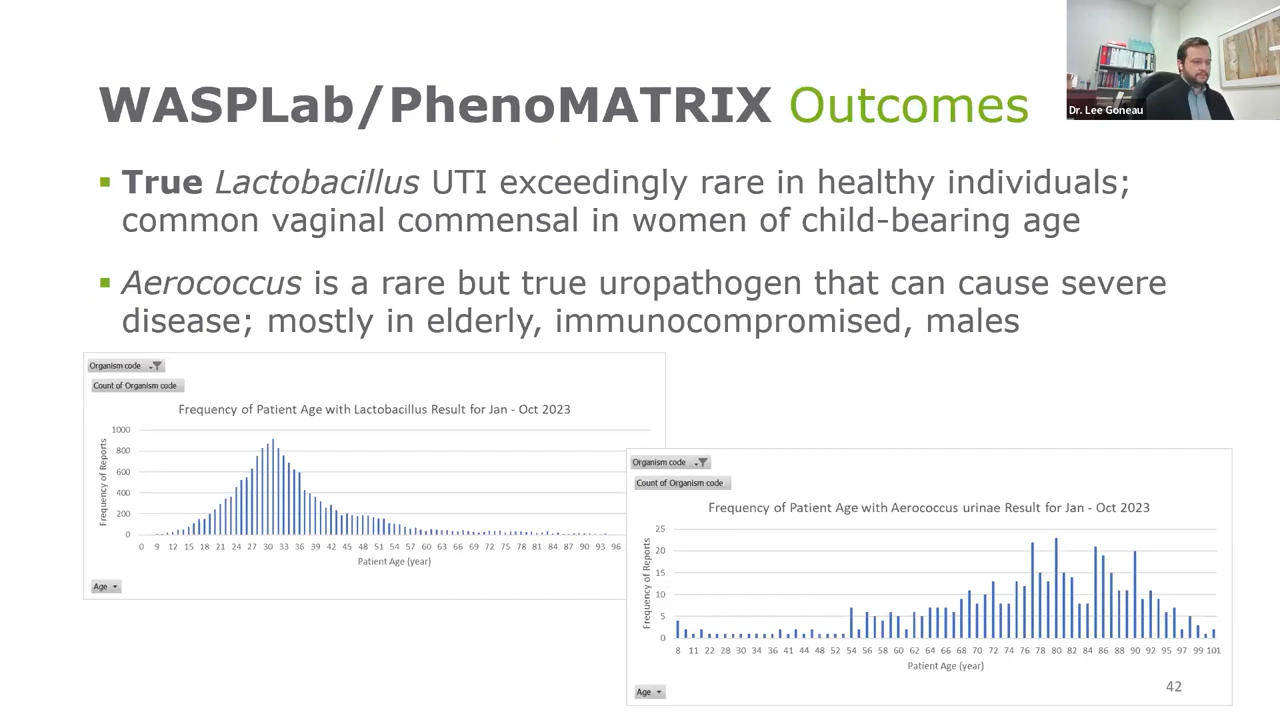 WASPLab/PhenoMATRIX Outcomes
Dr. Lee Goneau
▪ True Lactobacillus UTI exceedingly rare in healthy individuals;
common vaginal commensal in women of child-bearing age
▪ Aerococcus is a rare but true uropathogen that can cause severe
disease; mostly in elderly, immunocompromised, males
Organism code
Count of Organism code
Frequency of Patient Age with Lactobacillus Result for Jan - Oct 2023
Frequency of Reports
1000
800
600
400
200
0
0 9 12 15 18 21 24 27 30 33 36 39 42 45 48 51 54 57 60 63 66 69 72 75 78 81 84 87 90 93 96
Patient Age (year)
Age
Organism code
Count of Organism code
Frequency of Patient Age with Aerococcus urinae Result for Jan - Oct 2023
Frequency of Reports
25
20
15
10
5
0
8 11 22 28 30 34 36 41 44 48 52 54 56 58 60 62 64 66 68 70 72 74 76 78 80 82 84 86 88 90 92 95 97 99 101
Patient Age (year)
Age
42